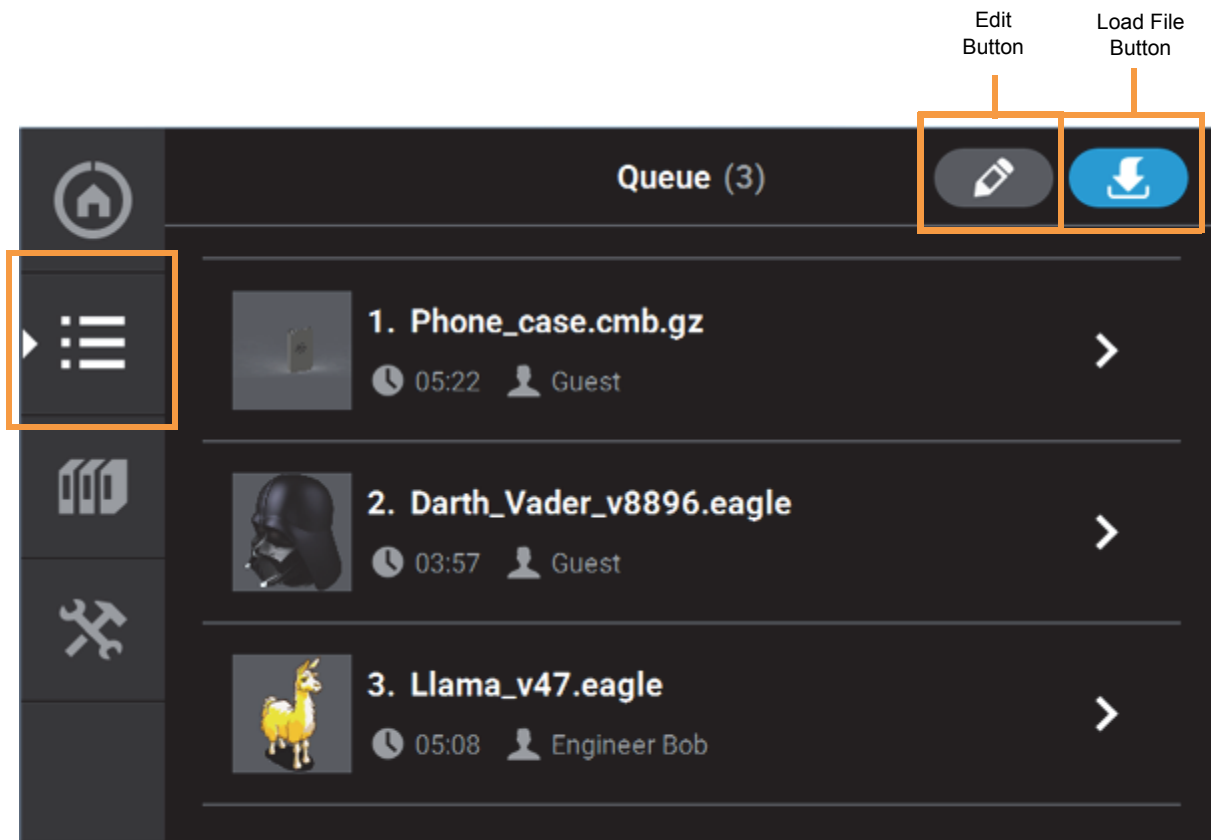 Edit
Button
Load File
Button
Queue (3)
1. Phone_case.cmb.gz
05:22 Guest
2. Darth_Vader_v8896.eagle
03:57 Guest
3. Llama_v47.eagle
05:08 Engineer Bob